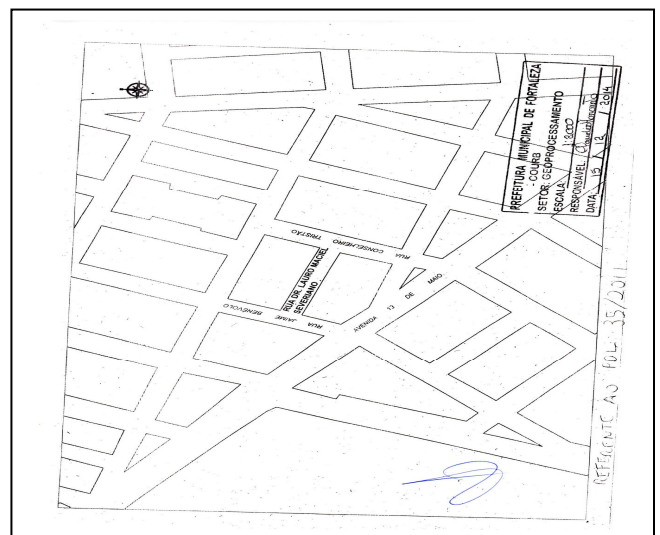 PREFEITURA MUNICIPAL DE FORTALEZA
COURB
SETOR: GEOPROCESSAMENTO
ESCALA 1:2000
RESPONSÁVEL
DATA 15 / 12 / 2014
RUA CONSELHEIRO TRISTÃO
RUA DR. LAURO MACIEL
SEVERIANO
RUA JAIME BENÉVOLO
AVENIDA 13 DE MAIO
REFERENTE AO PDL 35/2011